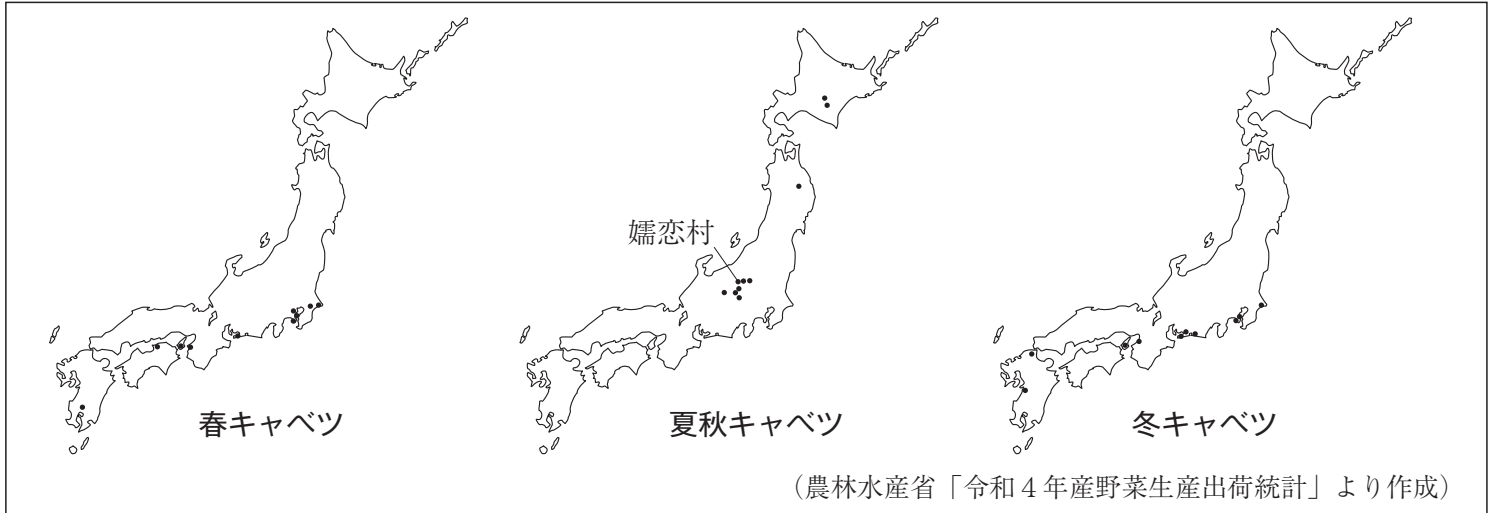 嬬恋村
春キャベツ
夏秋キャベツ
冬キャベツ
（農林水産省「令和４年産野菜生産出荷統計」より作成）